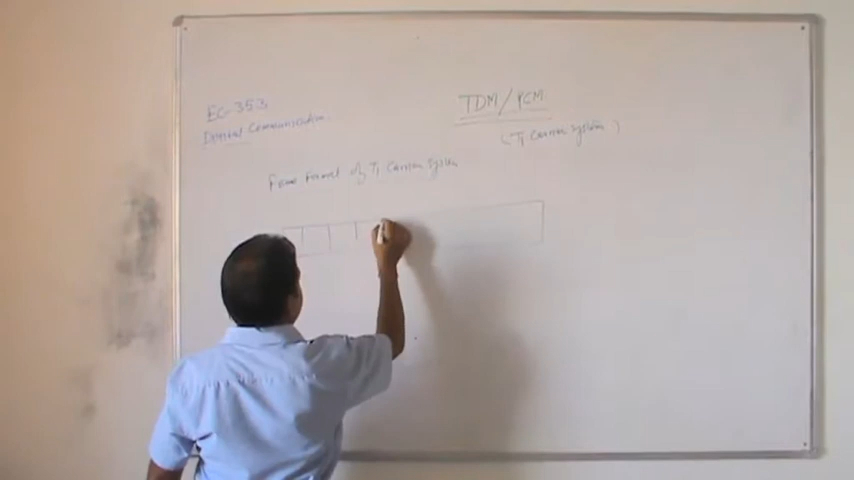 EC-353
Digital Communication
TDM/PCM
(T1 Carrier System)
Frame Format of T1 Carrier System